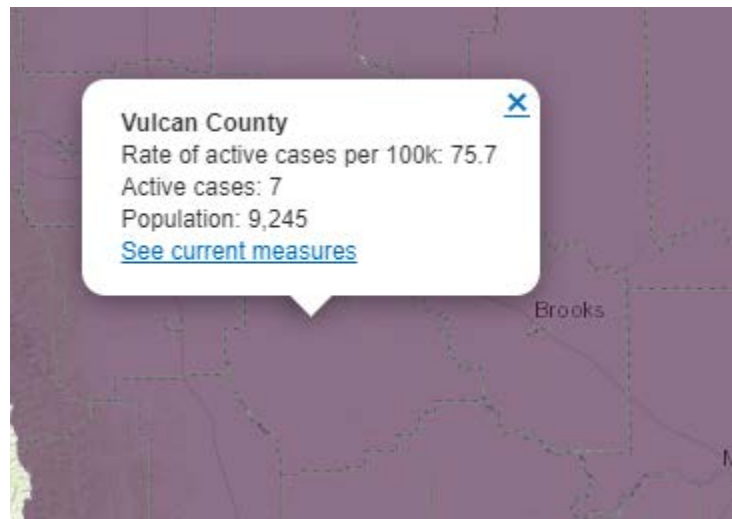 Vulcan County
Rate of active cases per 100k: 75.7
Active cases: 7
Population: 9,245
See current measures
Brooks